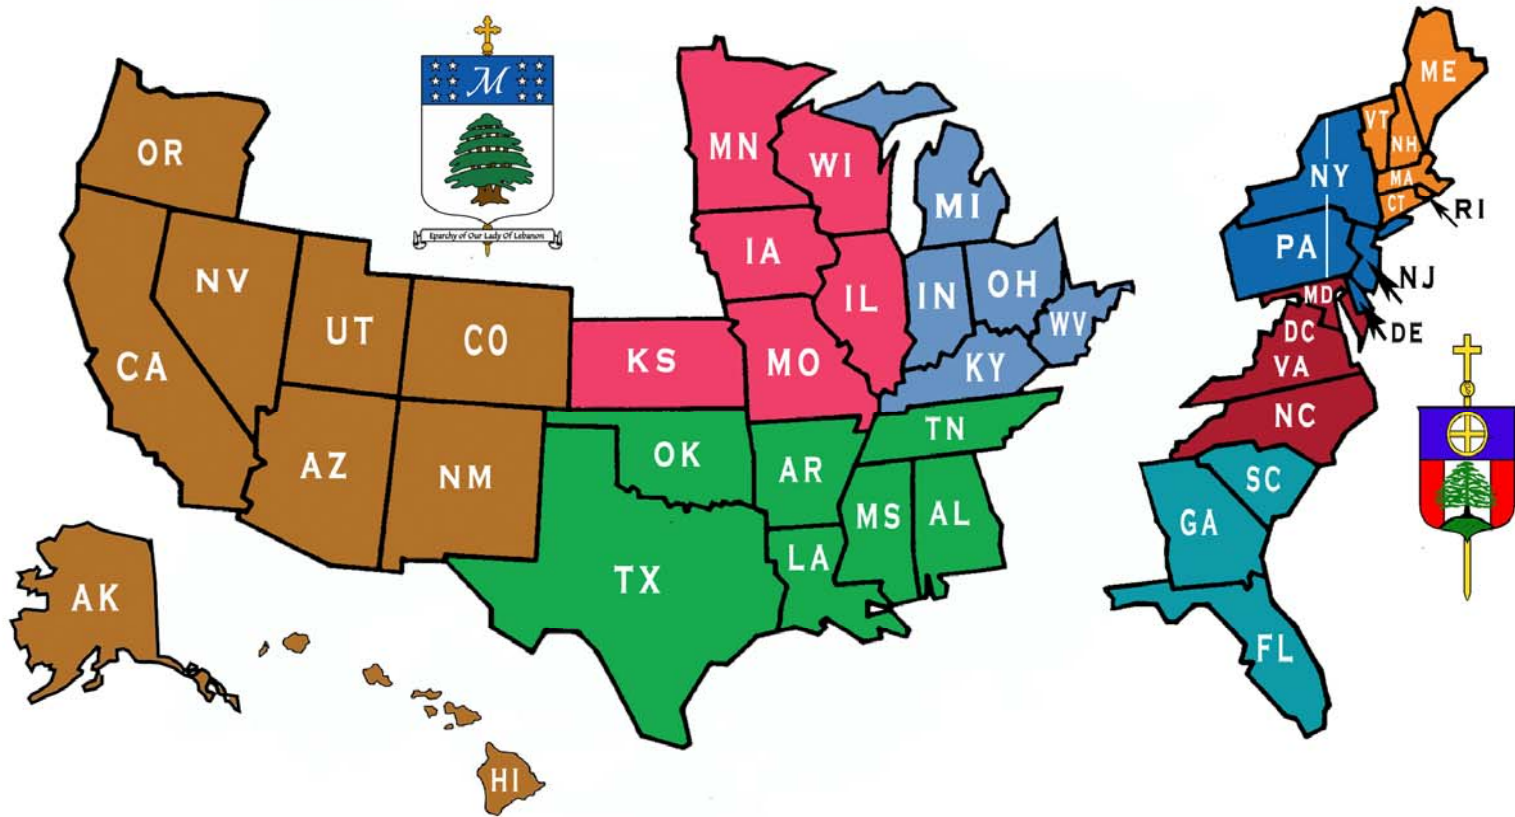 M
Eparchy of Our Lady Of Lebanon
OR
NV
UT
CO
CA
AZ
NM
AK
HI
MN
WI
IA
IL
KS
MO
MI
IN
OH
WV
KY
OK
AR
TN
TX
LA
MS
AL
ME
VT
NH
NY
MA
CT
RI
PA
NJ
MD
DE
DC
VA
NC
SC
GA
FL